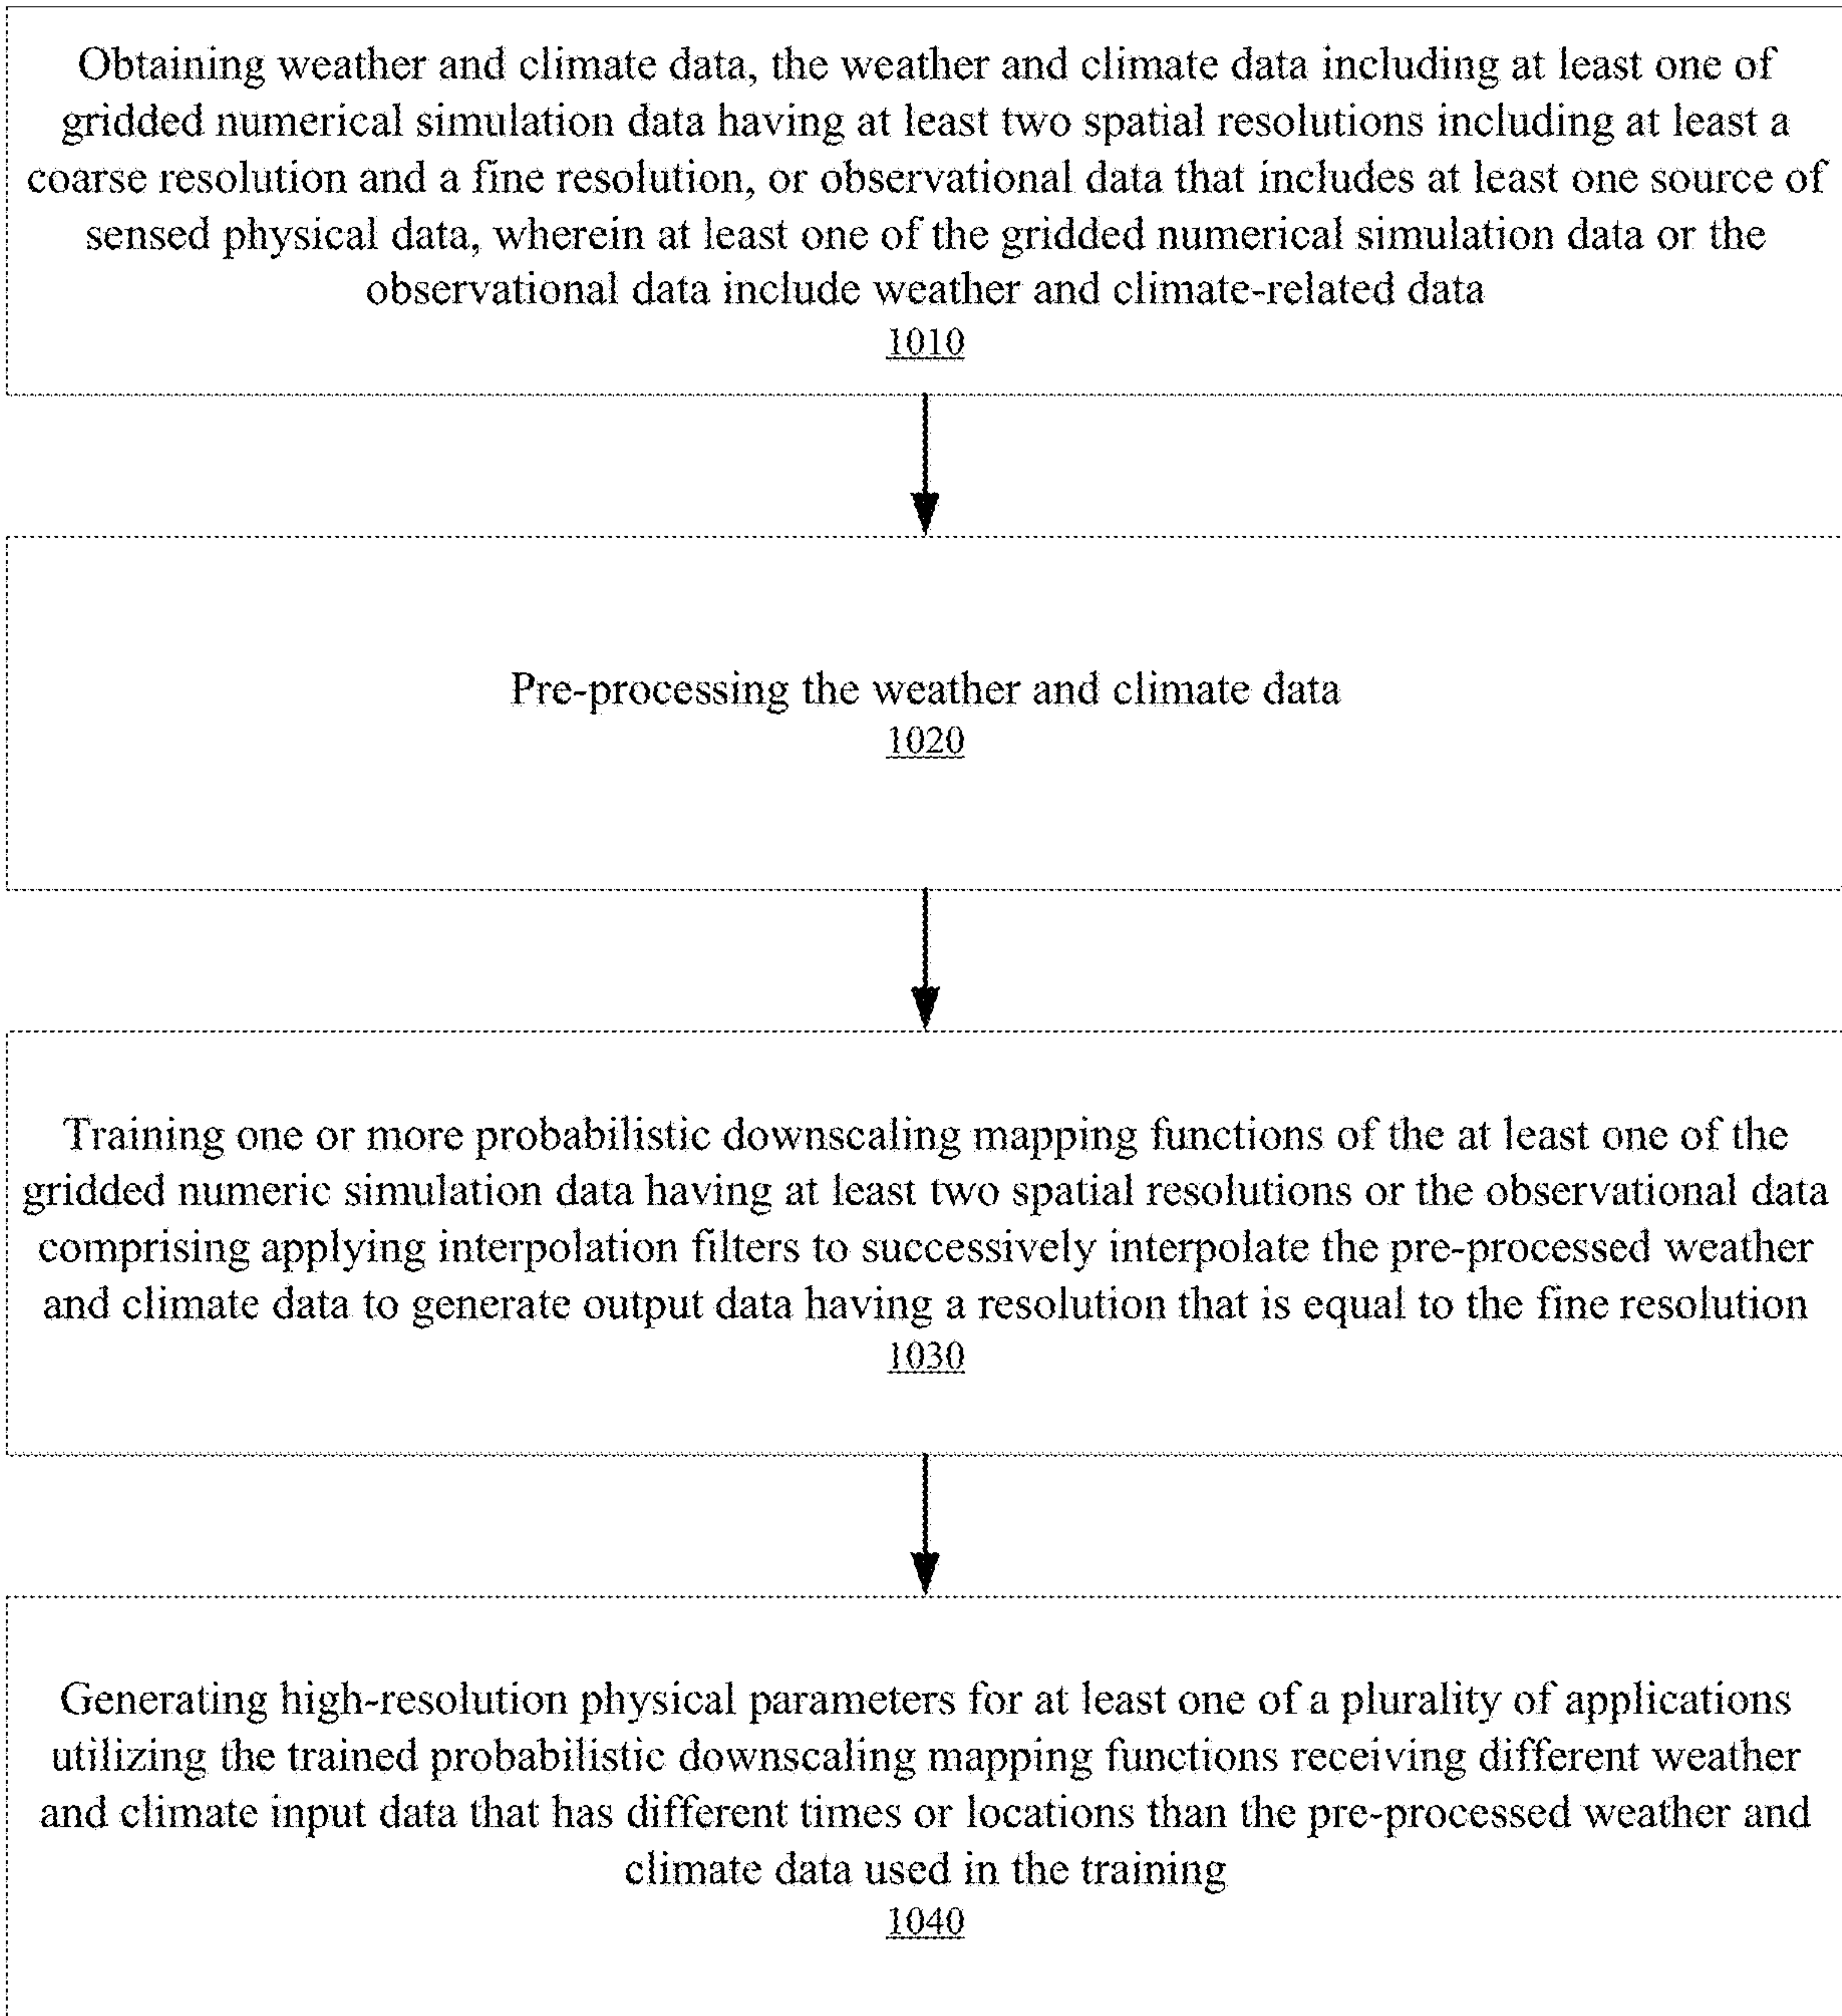 Obtaining weather and climate data, the weather and climate data including at least one of
gridded numerical simulation data having at least two spatial resolutions including at least a
coarse resolution and a fine resolution, or observational data that includes at least one source of
sensed physical data, wherein at least one of the gridded numerical simulation data or the
observational data include weather and climate-related data
1010
Pre-processing the weather and climate data
1020
Training one or more probabilistic downscaling mapping functions of the at least one of the
gridded numeric simulation data having at least two spatial resolutions or the observational data
comprising applying interpolation filters to successively interpolate the pre-processed weather
and climate data to generate output data having a resolution that is equal to the fine resolution
1030
Generating high-resolution physical parameters for at least one of a plurality of applications
utilizing the trained probabilistic downscaling mapping functions receiving different weather
and climate input data that has different times or locations than the pre-processed weather and
climate data used in the training
1040